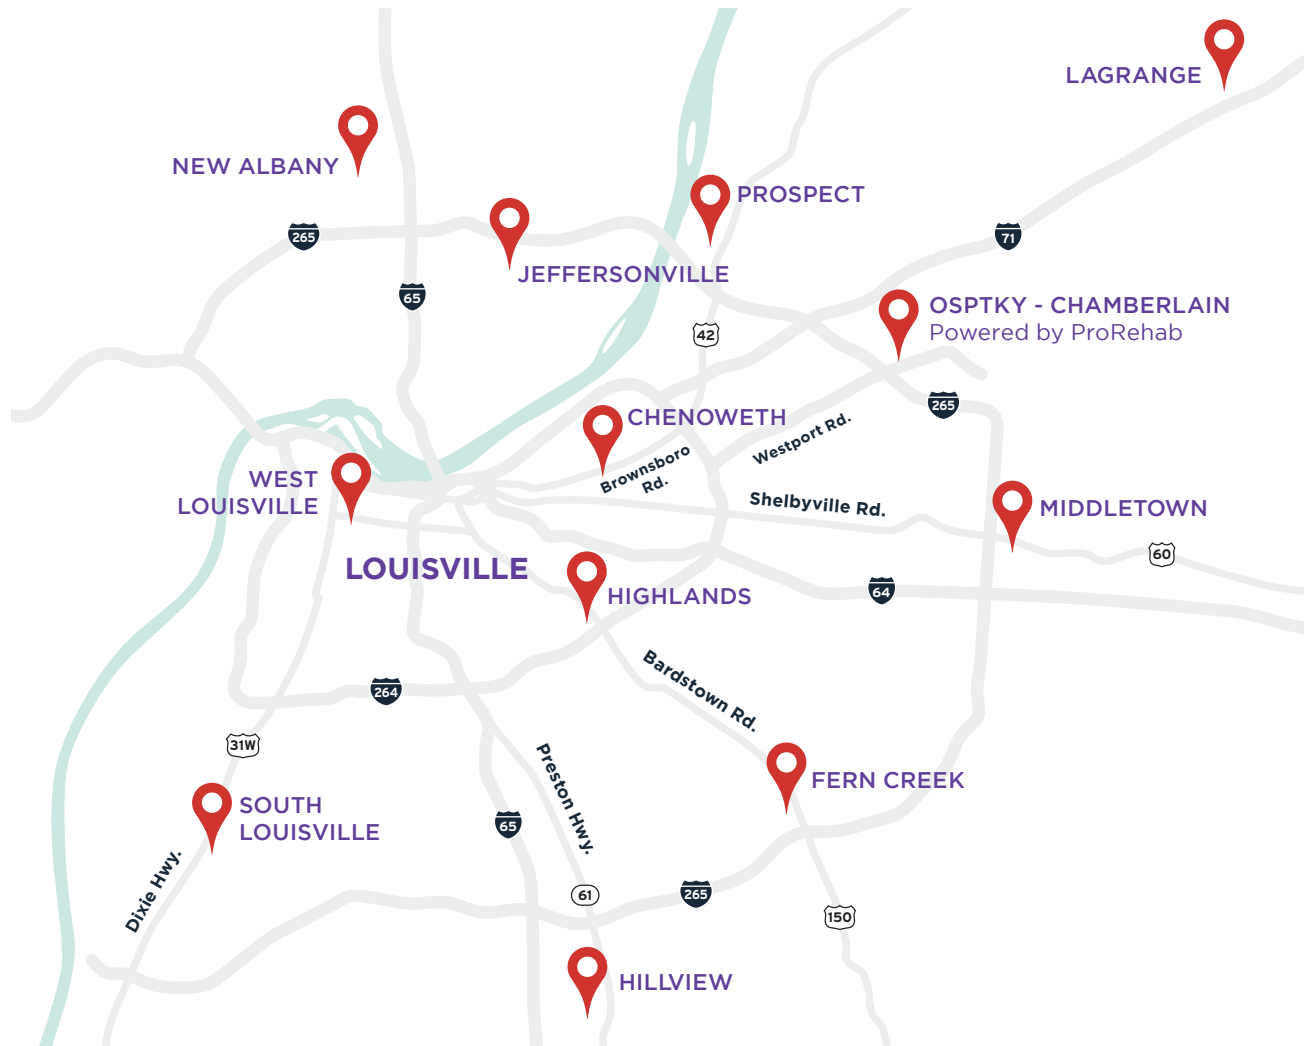 LAGRANGE
NEW ALBANY
PROSPECT
265
71
JEFFERSONVILLE
65
OSPTKY - CHAMBERLAIN
Powered by ProRehab
42
265
CHENOWETH
Westport Rd.
Brownsboro
Rd.
WEST
LOUISVILLE
Shelbyville Rd.
MIDDLETOWN
60
LOUISVILLE
HIGHLANDS
64
Bardstown Rd.
264
31W
Preston Hwy.
FERN CREEK
SOUTH
LOUISVILLE
65
Dixie Hwy.
61
265
150
HILLVIEW